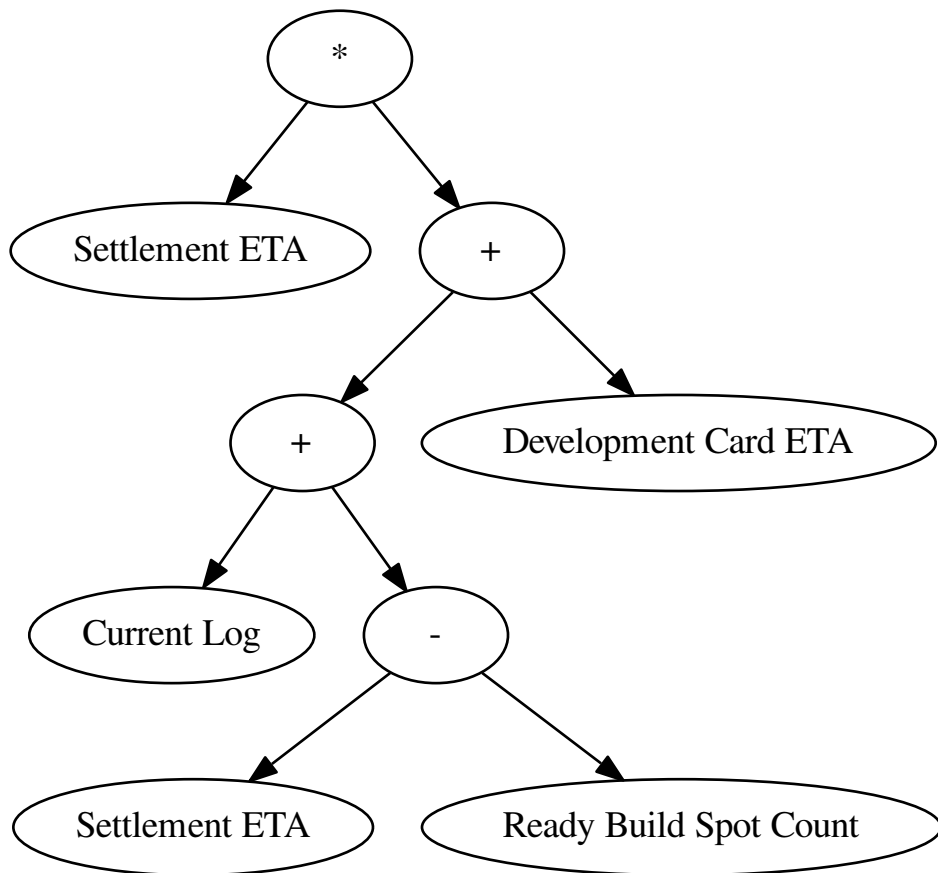 *
Settlement ETA
+
+
Development Card ETA
Current Log
-
Settlement ETA
Ready Build Spot Count